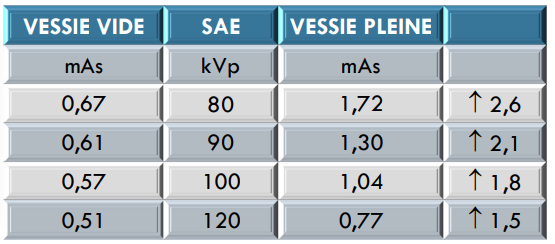 VESSIE VIDE SAE VESSIE PLEINE
mAs kVp mAs
0,67 80 1,72 ↑ 2,6
0,61 90 1,30 ↑ 2,1
0,57 100 1,04 ↑ 1,8
0,51 120 0,77 ↑ 1,5